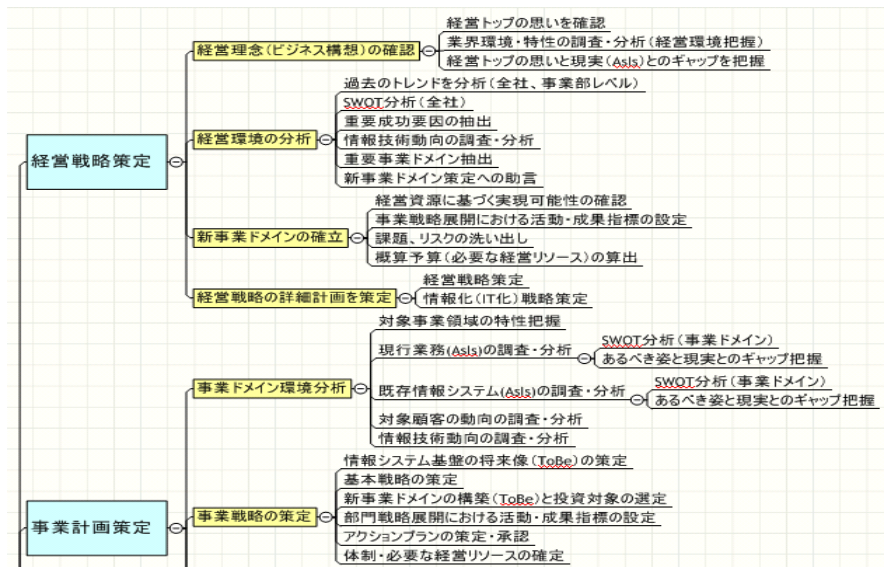 経営戦略策定
経営理念(ビジネス構想)の確認
経営トップの思いを確認
業界環境・特性の調査・分析(経営環境把握)
経営トップの思いと現実(AsIs)とのギャップを把握
経営環境の分析
過去のトレンドを分析(全社、事業部レベル)
SWOT分析(全社)
重要成功要因の抽出
情報技術動向の調査・分析
重要事業ドメイン抽出
新事業ドメイン策定への助言
新事業ドメインの確立
経営資源に基づく実現可能性の確認
事業戦略展開における活動・成果指標の設定
課題、リスクの洗い出し
概算予算(必要な経営リソース)の算出
経営戦略の詳細計画を策定
経営戦略策定
情報化(IT化)戦略策定
事業計画策定
事業ドメイン環境分析
対象事業領域の特性把握
現行業務(AsIs)の調査・分析
SWOT分析(事業ドメイン)
あるべき姿と現実とのギャップ把握
既存情報システム(AsIs)の調査・分析
SWOT分析(事業ドメイン)
あるべき姿と現実とのギャップ把握
対象顧客の動向の調査・分析
情報技術動向の調査・分析
事業戦略の策定
情報システム基盤の将来像(ToBe)の策定
基本戦略の策定
新事業ドメインの構築(ToBe)と投資対象の選定
部門戦略展開における活動・成果指標の設定
アクションプランの策定・承認
体制・必要な経営リソースの確定